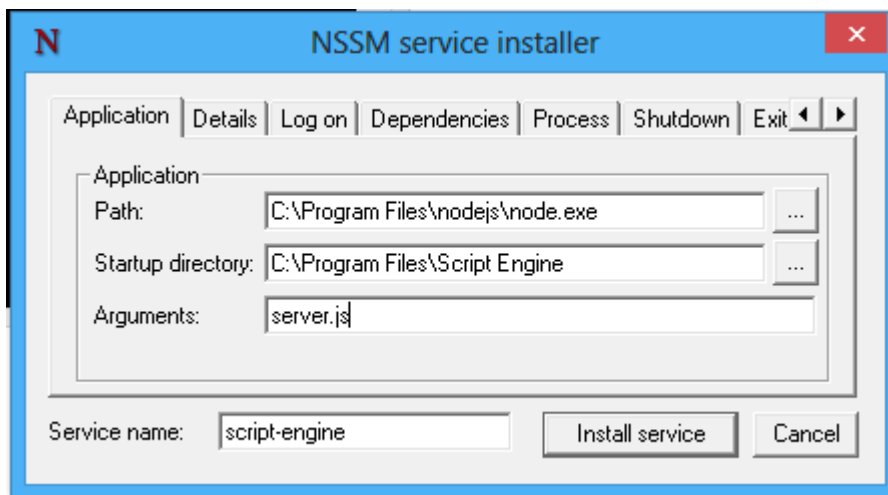 N NSSM service installer
Application Details Log on Dependencies Process Shutdown Exit
Application
Path: C:\Program Files\nodejs\node.exe ...
Startup directory: C:\Program Files\Script Engine ...
Arguments: server.js
Service name: script-engine Install service Cancel